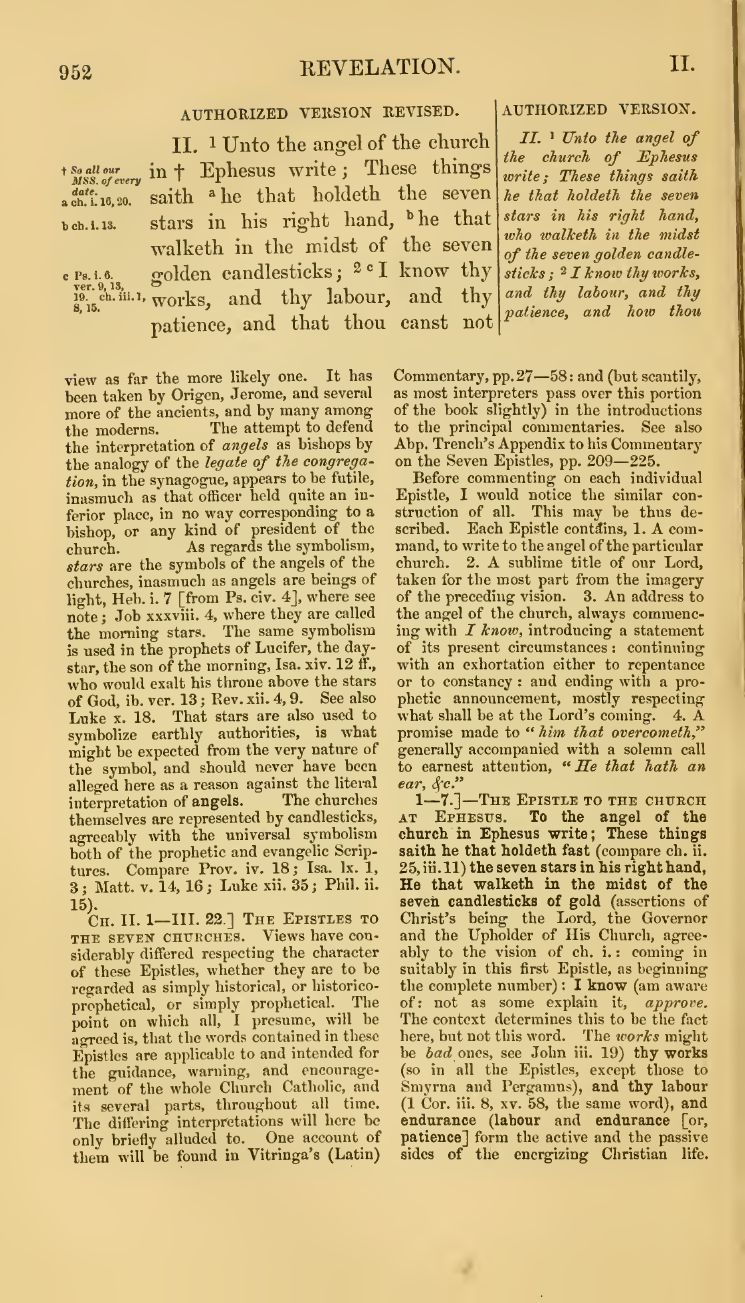 952
REVELATION.
II.
AUTHORIZED VERSION REVISED.
II. 1 Unto the angel of the church
in † Ephesus write ; These things
saith a he that holdeth the seven
stars in his right hand, b he that
walketh in the midst of the seven
golden candlesticks ; 2 c I know thy
works, and thy labour, and thy
patience, and that thou canst not
† So all our
MSS. of every
date.
a ch. i. 16, 20.
b ch. i. 13.
c Ps. i. 6.
ver. 9, 13,
19. ch. iii. 1,
8, 15.
AUTHORIZED VERSION.
II. 1 Unto the angel of
the church of Ephesus
write ; These things saith
he that holdeth the seven
stars in his right hand,
who walketh in the midst
of the seven golden candle-
sticks ; 2 I know thy works,
and thy labour, and thy
patience, and how thou
view as far the more likely one. It has
been taken by Origen, Jerome, and several
more of the ancients, and by many among
the moderns. The attempt to defend
the interpretation of angels as bishops by
the analogy of the legate of the congrega-
tion, in the synagogue, appears to be futile,
inasmuch as that officer held quite an in-
ferior place, in no way corresponding to a
bishop, or any kind of president of the
church. As regards the symbolism,
stars are the symbols of the angels of the
churches, inasmuch as angels are beings of
light, Heb. i. 7 [from Ps. civ. 4], where see
note ; Job xxxviii. 4, where they are called
the morning stars. The same symbolism
is used in the prophets of Lucifer, the day-
star, the son of the morning, Isa. xiv. 12 ff.,
who would exalt his throne above the stars
of God, ib. ver. 13 ; Rev. xii. 4, 9. See also
Luke x. 18. That stars are also used to
symbolize earthly authorities, is what
might be expected from the very nature of
the symbol, and should never have been
alleged here as a reason against the literal
interpretation of angels. The churches
themselves are represented by candlesticks,
agreeably with the universal symbolism
both of the prophetic and evangelic Scrip-
tures. Compare Prov. iv. 18 ; Isa. lx. 1,
3 ; Matt. v. 14, 16 ; Luke xii. 35 ; Phil. ii.
15).
CH. II. 1—III. 22.] THE EPISTLES TO
THE SEVEN CHURCHES. Views have con-
siderably differed respecting the character
of these Epistles, whether they are to be
regarded as simply historical, or historico-
prophetical, or simply prophetical. The
point on which all, I presume, will be
agreed is, that the words contained in these
Epistles are applicable to and intended for
the guidance, warning, and encourage-
ment of the whole Church Catholic, and
its several parts, throughout all time.
The differing interpretations will here be
only briefly alluded to. One account of
them will be found in Vitringa's (Latin)
Commentary, pp. 27—58 : and (but scantily,
as most interpreters pass over this portion
of the book slightly) in the introductions
to the principal commentaries. See also
Abp. Trench's Appendix to his Commentary
on the Seven Epistles, pp. 209—225.
Before commenting on each individual
Epistle, I would notice the similar con-
struction of all. This may be thus de-
scribed. Each Epistle contains, 1. A com-
mand, to write to the angel of the particular
church. 2. A sublime title of our Lord,
taken for the most part from the imagery
of the preceding vision. 3. An address to
the angel of the church, always commenc-
ing with I know, introducing a statement
of its present circumstances : continuing
with an exhortation either to repentance
or to constancy : and ending with a pro-
phetic announcement, mostly respecting
what shall be at the Lord's coming. 4. A
promise made to "him that overcometh,"
generally accompanied with a solemn call
to earnest attention, "He that hath an
ear, &c."
1—7.]—THE EPISTLE TO THE CHURCH
AT EPHESUS. To the angel of the
church in Ephesus write ; These things
saith he that holdeth fast (compare ch. ii.
25, iii. 11) the seven stars in his right hand,
He that walketh in the midst of the
seven candlesticks of gold (assertions of
Christ's being the Lord, the Governor
and the Upholder of His Church, agree-
ably to the vision of ch. i. : coming in
suitably in this first Epistle, as beginning
the complete number) : I know (am aware
of : not as some explain it, approve.
The context determines this to be the fact
here, but not this word. The works might
be bad ones, see John iii. 19) thy works
(so in all the Epistles, except those to
Smyrna and Pergamus), and thy labour
(1 Cor. iii. 8, xv. 58, the same word), and
endurance (labour and endurance [or,
patience] form the active and the passive
sides of the energizing Christian life.